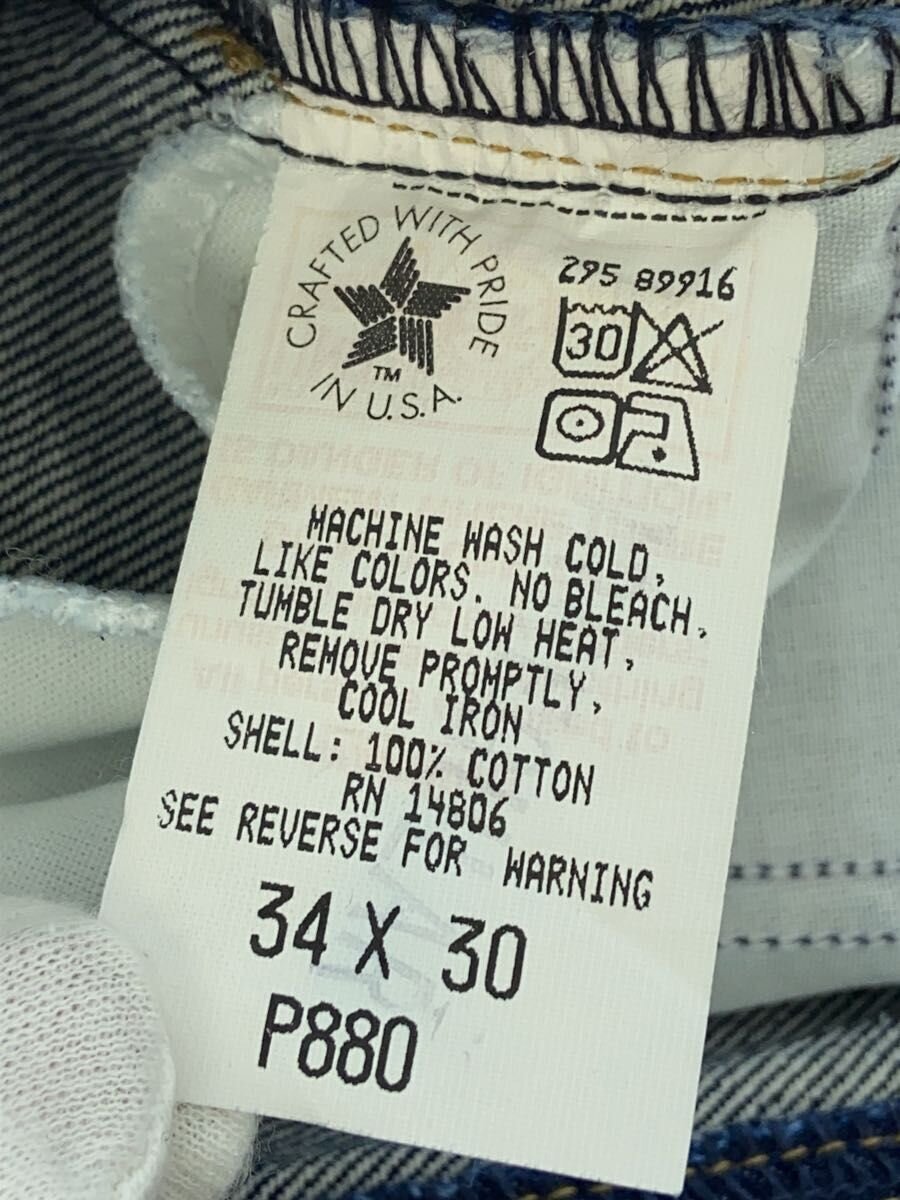 CRAFTED WITH PRIDE
TM
IN U.S.A.
295 89916
30
MACHINE WASH COLD,
LIKE COLORS. NO BLEACH,
TUMBLE DRY LOW HEAT,
REMOVE PROMPTLY,
COOL IRON
SHELL: 100% COTTON
RN 14806
SEE REVERSE FOR WARNING
34 X 30
P880